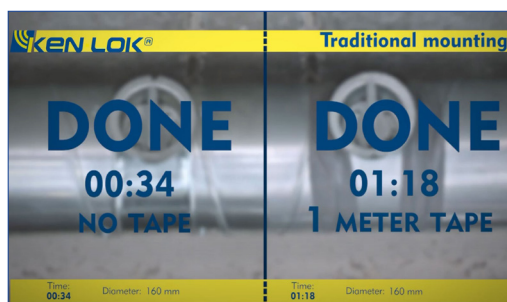 KEN LOK®
DONE
00:34
NO TAPE
Time:
00:34
Diameter: 160 mm
Traditional mounting
DONE
01:18
1 METER TAPE
Time:
01:18
Diameter: 160 mm